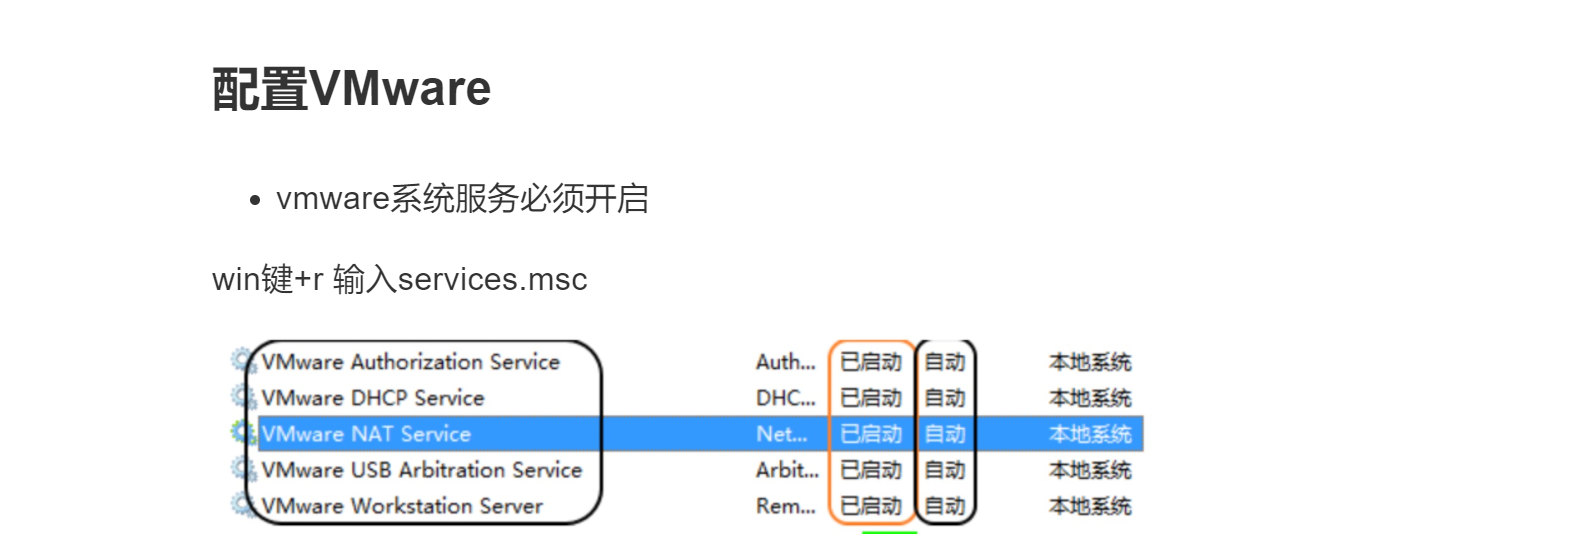 配置VMware
vmware系统服务必须开启
win键+r 输入services.msc
VMware Authorization Service Auth... 已启动 自动 本地系统
VMware DHCP Service DHC... 已启动 自动 本地系统
VMware NAT Service Net... 已启动 自动 本地系统
VMware USB Arbitration Service Arbit... 已启动 自动 本地系统
VMware Workstation Server Rem... 已启动 自动 本地系统